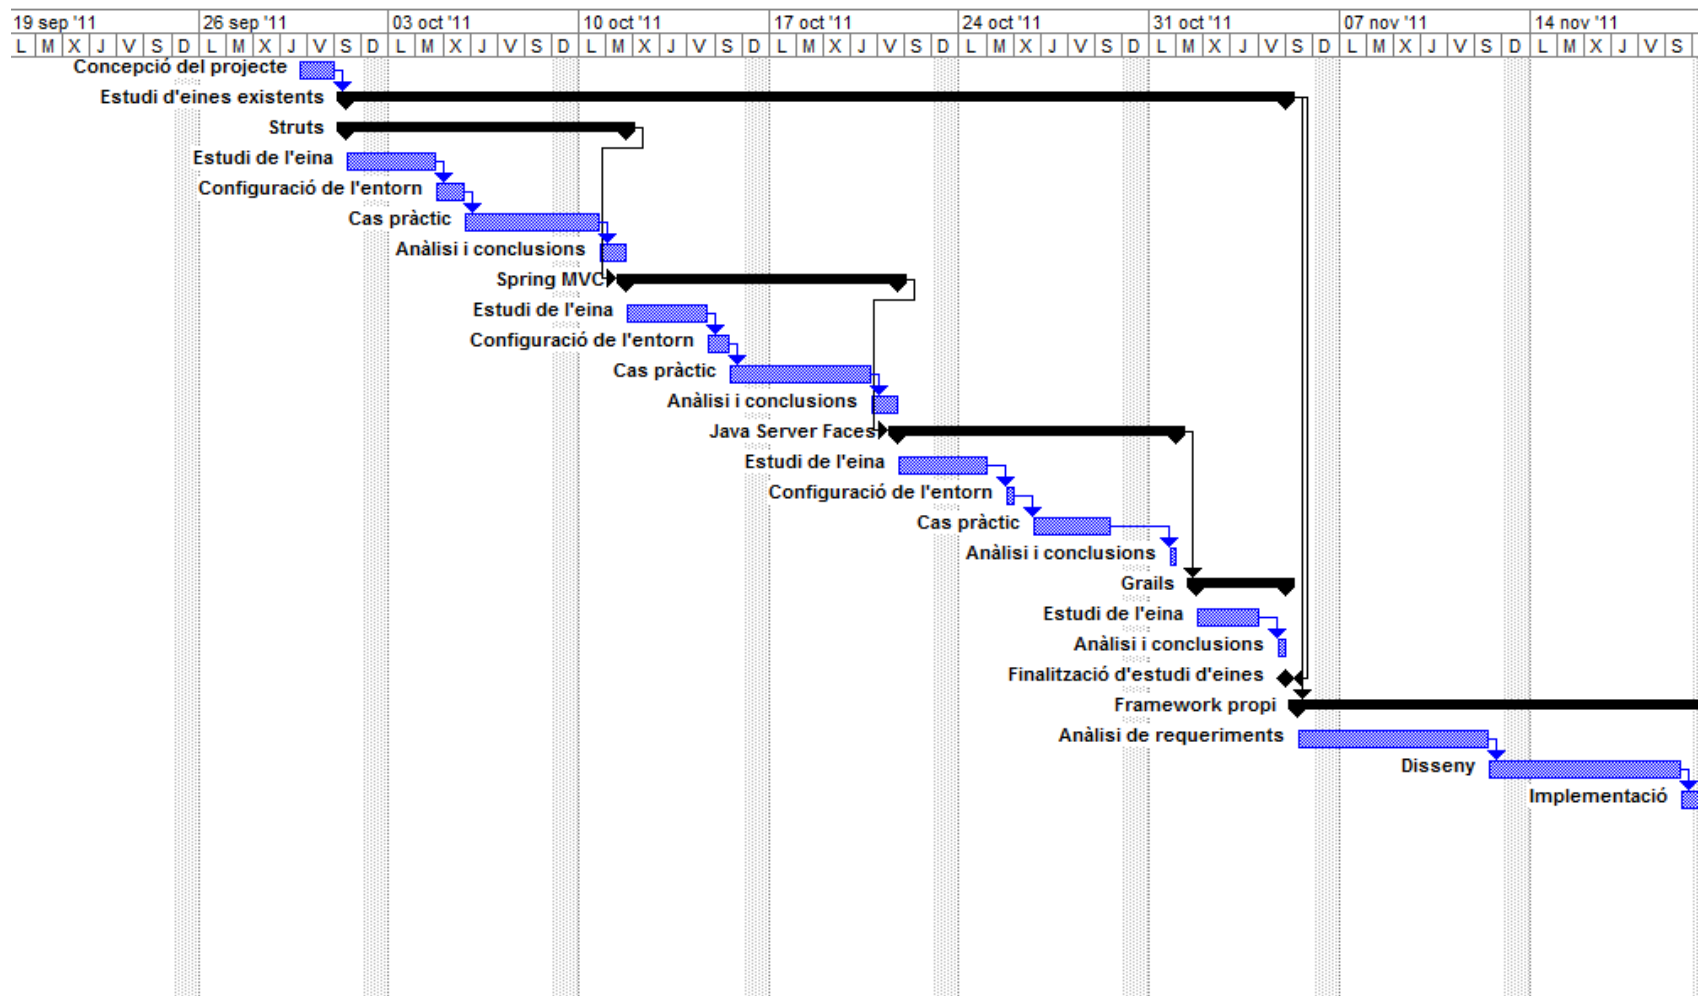 19 sep '11 26 sep '11 03 oct '11 10 oct '11 17 oct '11 24 oct '11 31 oct '11 07 nov '11 14 nov '11
L M X J V S D L M X J V S D L M X J V S D L M X J V S D L M X J V S D L M X J V S D L M X J V S D L M X J V S D L M X J V S
Concepció del projecte
Estudi d'eines existents
Struts
Estudi de l'eina
Configuració de l'entorn
Cas pràctic
Anàlisi i conclusions
Spring MVC
Estudi de l'eina
Configuració de l'entorn
Cas pràctic
Anàlisi i conclusions
Java Server Faces
Estudi de l'eina
Configuració de l'entorn
Cas pràctic
Anàlisi i conclusions
Grails
Estudi de l'eina
Anàlisi i conclusions
Finalització d'estudi d'eines
Framework propi
Anàlisi de requeriments
Disseny
Implementació